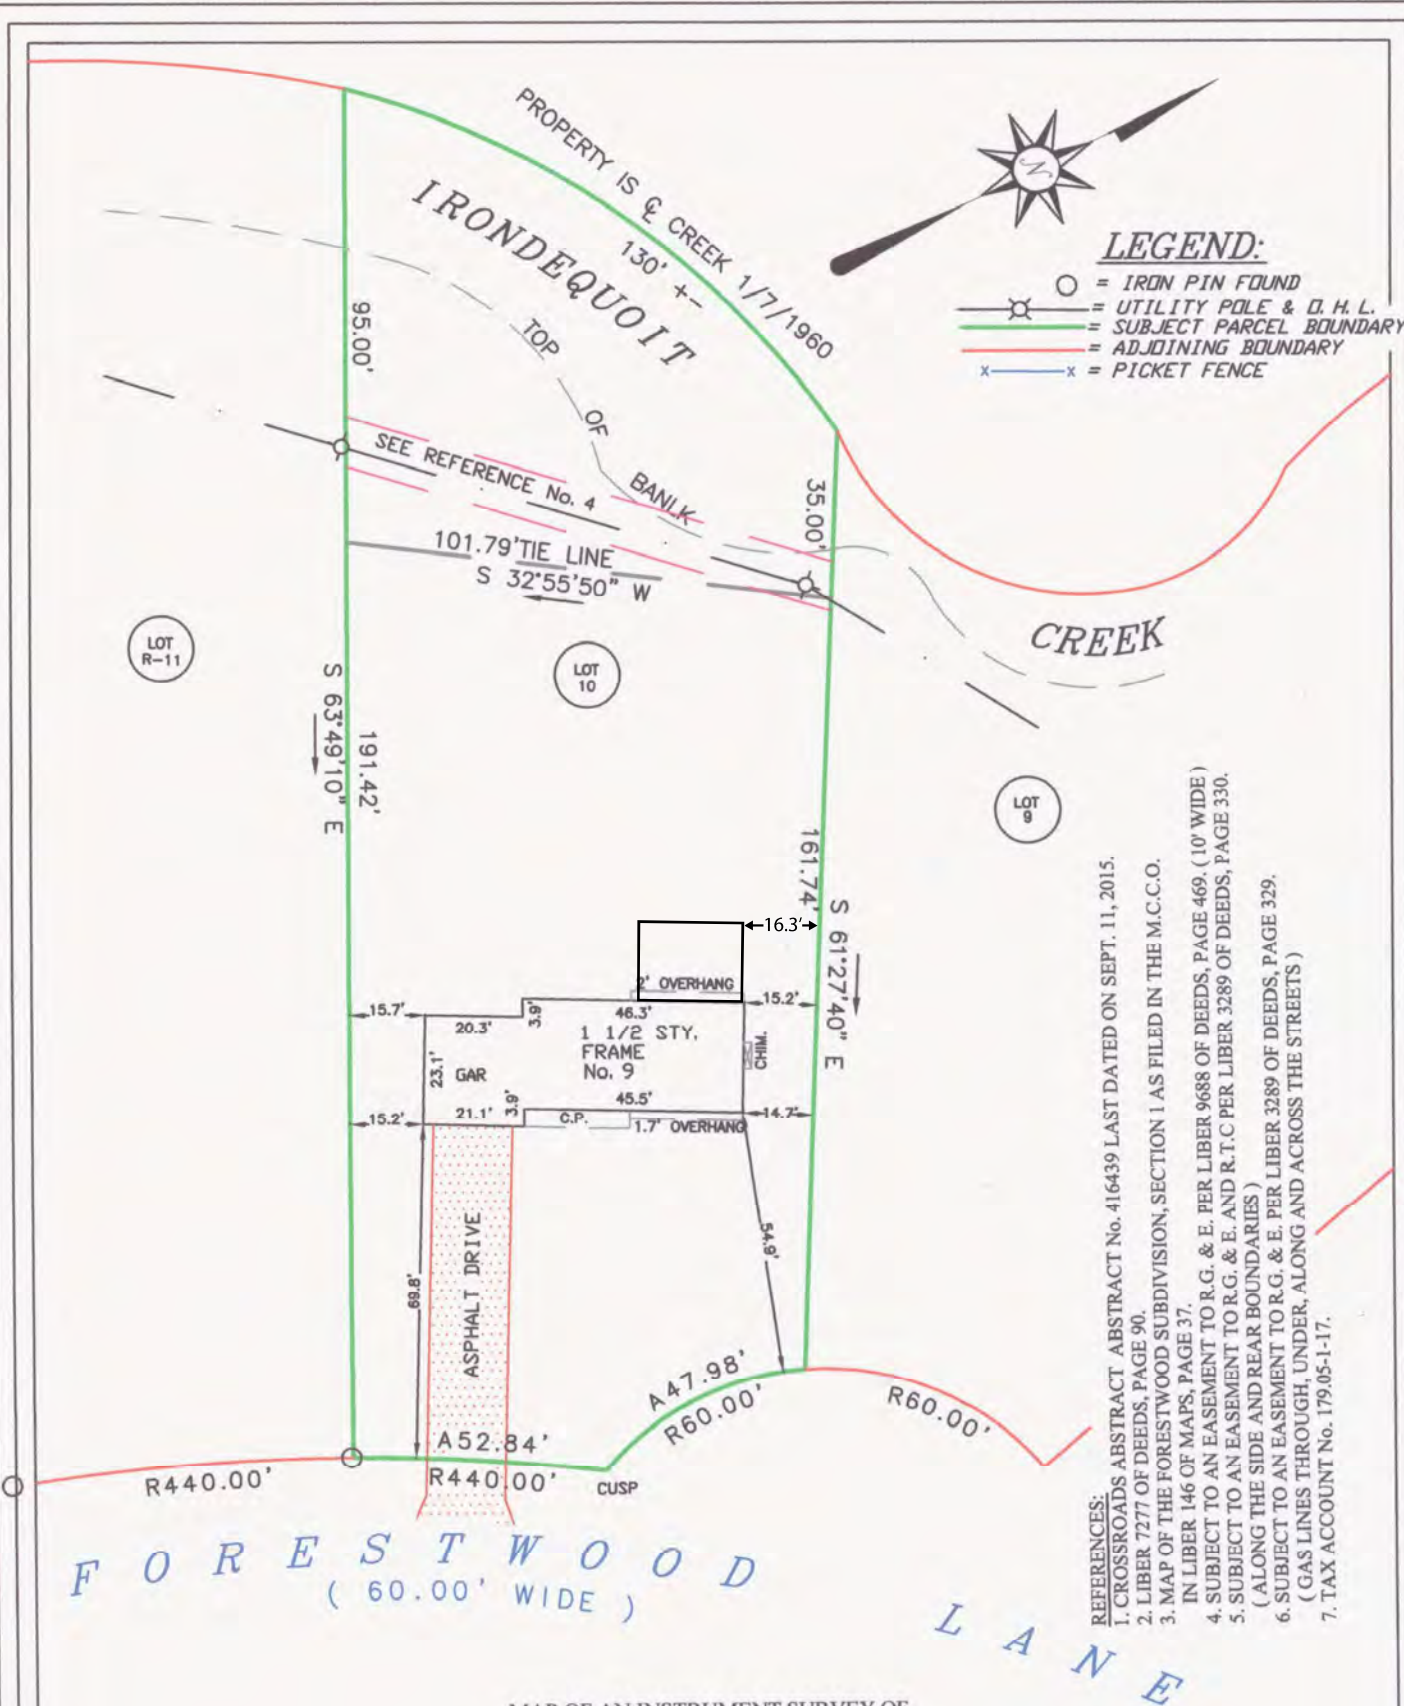 PROPERTY IS ℄ CREEK 1/7/1960
130' +-
IRONDEQUOIT
N
LEGEND:
= IRON PIN FOUND
= UTILITY POLE & O. H. L.
= SUBJECT PARCEL BOUNDARY
= ADJOINING BOUNDARY
x x = PICKET FENCE
95.00'
TOP OF BANLK
SEE REFERENCE No. 4
35.00'
101.79' TIE LINE
S 32°55'50" W
CREEK
LOT
R-11
LOT
10
LOT
9
S 63°49'10" E
191.42'
161.74'
S 61°27'40" E
16.3'
2' OVERHANG
15.7'
15.2'
20.3'
3.9'
46.3'
1 1/2 STY.
FRAME
No. 9
CHIM.
23.1'
GAR
45.5'
15.2'
21.1'
3.9'
C.P.
1.7' OVERHANG
14.7'
69.8'
ASPHALT DRIVE
54.9'
A47.98'
R60.00'
R60.00'
A52.84'
R440.00'
R440.00'
CUSP
FORESTWOOD
( 60.00' WIDE )
LANE
REFERENCES:
1. CROSSROADS ABSTRACT ABSTRACT No. 416439 LAST DATED ON SEPT. 11, 2015.
2. LIBER 7277 OF DEEDS, PAGE 90.
3. MAP OF THE FORESTWOOD SUBDIVISION, SECTION 1 AS FILED IN THE M.C.C.O.
IN LIBER 146 OF MAPS, PAGE 37.
4. SUBJECT TO AN EASEMENT TO R.G. & E. PER LIBER 9688 OF DEEDS, PAGE 469. ( 10' WIDE )
5. SUBJECT TO AN EASEMENT TO R.G. & E. AND R.T.C PER LIBER 3289 OF DEEDS, PAGE 330.
( ALONG THE SIDE AND REAR BOUNDARIES )
6. SUBJECT TO AN EASEMENT TO R.G. & E. PER LIBER 3289 OF DEEDS, PAGE 329.
( GAS LINES THROUGH, UNDER, ALONG AND ACROSS THE STREETS )
7. TAX ACCOUNT No. 179.05-1-17.
MAP OF AN INSTRUMENT SURVEY OF